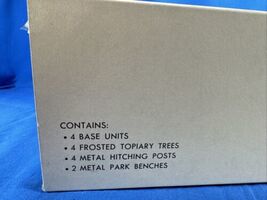 CONTAINS:
• 4 BASE UNITS
• 4 FROSTED TOPIARY TREES
• 4 METAL HITCHING POSTS
• 2 METAL PARK BENCHES